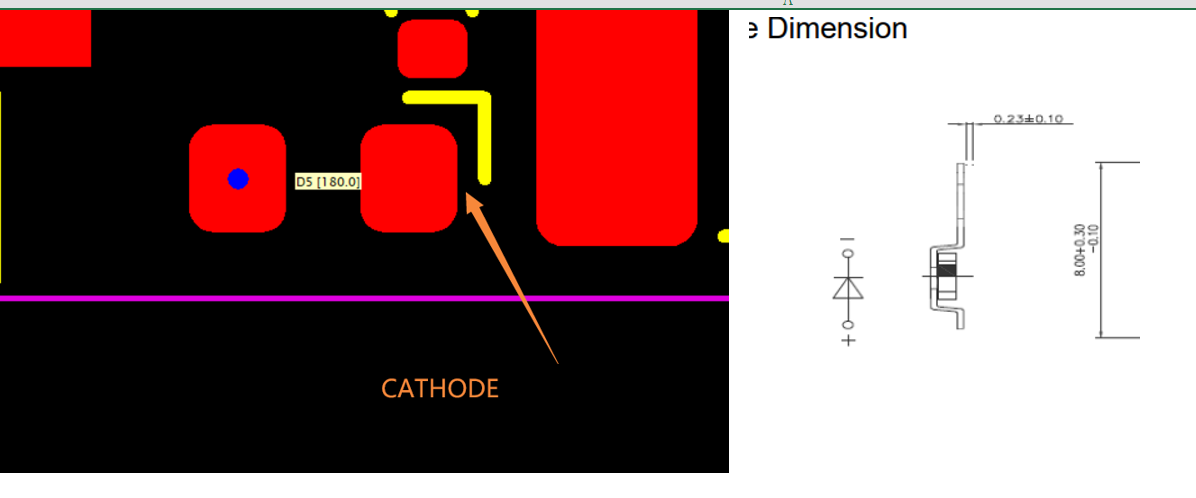 A
e Dimension
0.23±0.10
D5 [180.0]
8.00+0.30
−0.10
−
+
CATHODE